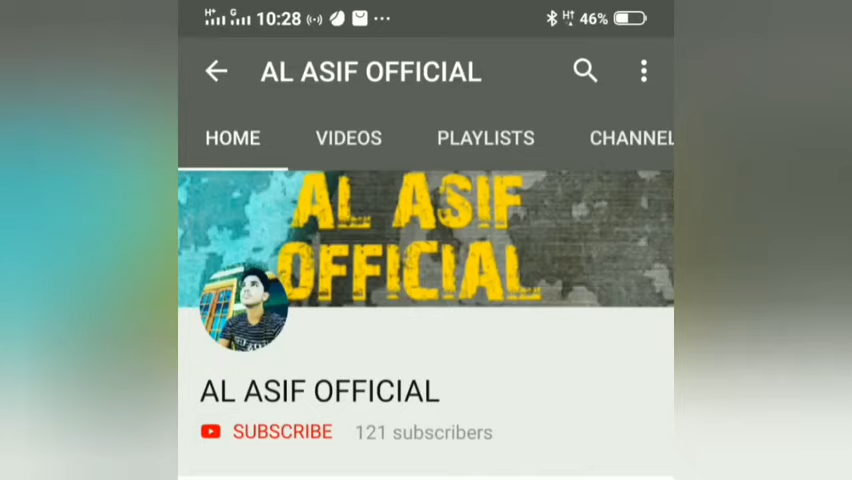 H+ G 10:28 46%
AL ASIF OFFICIAL
HOME VIDEOS PLAYLISTS CHANNEL
AL ASIF
OFFICIAL
AL ASIF OFFICIAL
SUBSCRIBE 121 subscribers